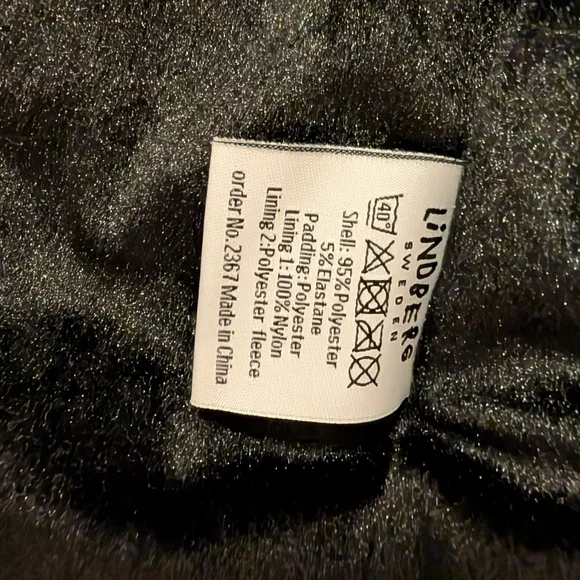 LiNDBERG
SWEDEN
40°
Shell: 95% Polyester
5% Elastane
Padding:Polyester
Lining 1:100% Nylon
Lining 2:Polyester fleece
order No. 2367 Made in China